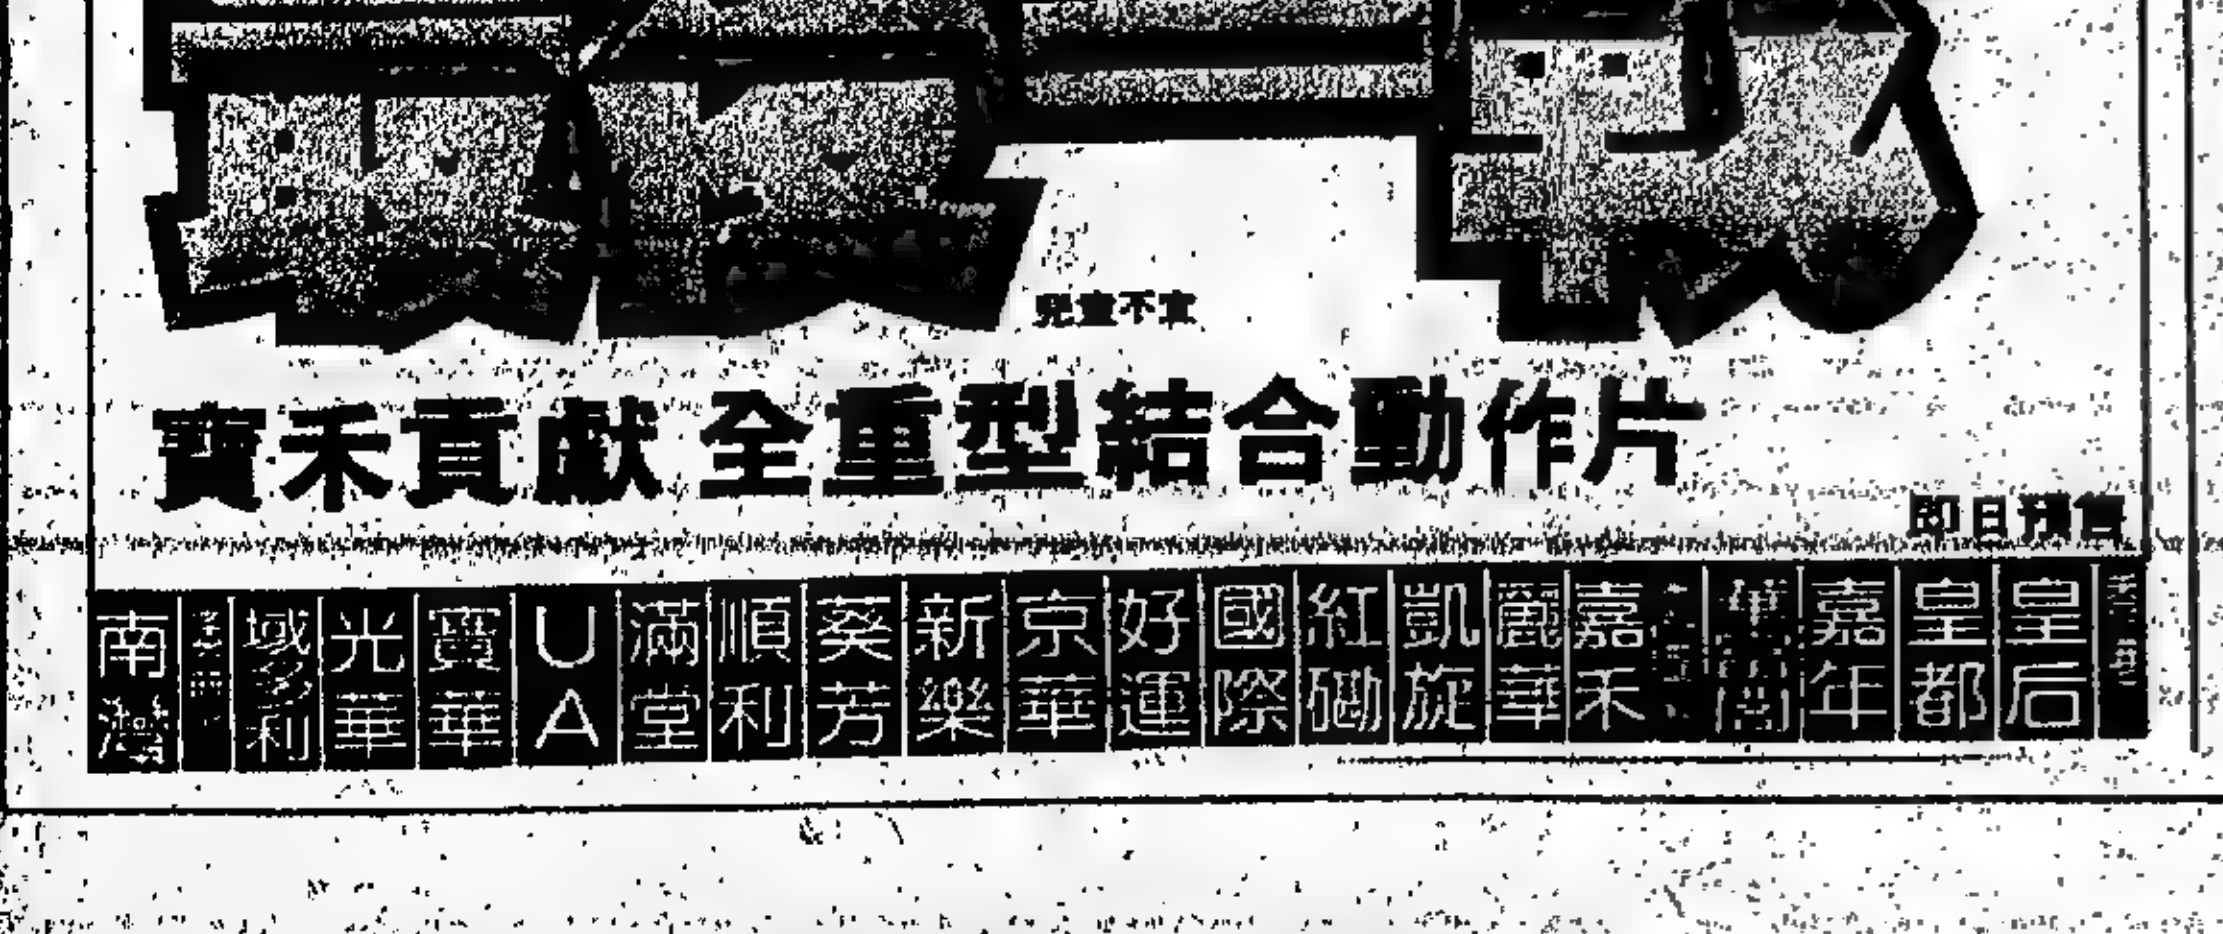 兒童不宜
寶禾貢獻 全重型結合動作片
即日預售
皇后
皇都
嘉年
嘉禾
麗華
凱旋
紅磡
國際
好運
京華
新樂
葵芳
順利
滿堂
UA
寶華
光華
域多利
南灣